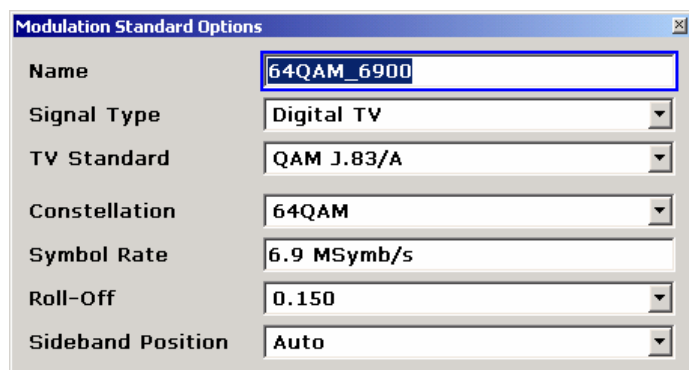 Modulation Standard Options
Name 64QAM_6900
Signal Type Digital TV
TV Standard QAM J.83/A
Constellation 64QAM
Symbol Rate 6.9 MSymb/s
Roll-Off 0.150
Sideband Position Auto